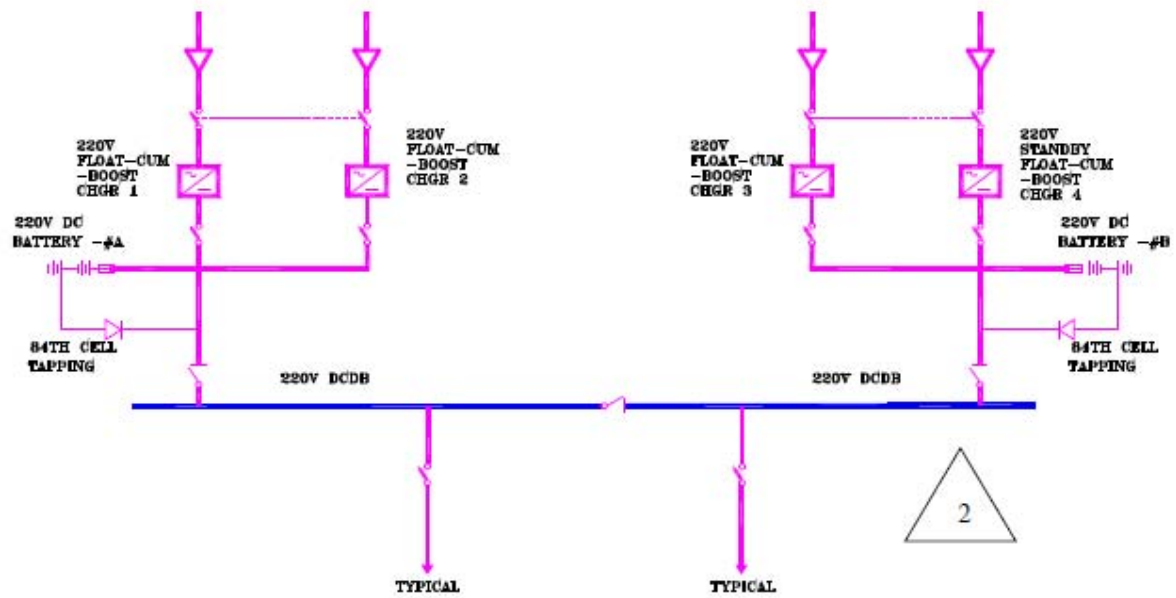 220V
FLOAT-CUM
-BOOST
CHGR 1
220V
FLOAT-CUM
-BOOST
CHGR 2
220V
FLOAT-CUM
-BOOST
CHGR 3
220V
STANDBY
FLOAT-CUM
-BOOST
CHGR 4
220V DC
BATTERY -#A
220V DC
BATTERY -#B
84TH CELL
TAPPING
84TH CELL
TAPPING
220V DCDB
220V DCDB
2
TYPICAL
TYPICAL